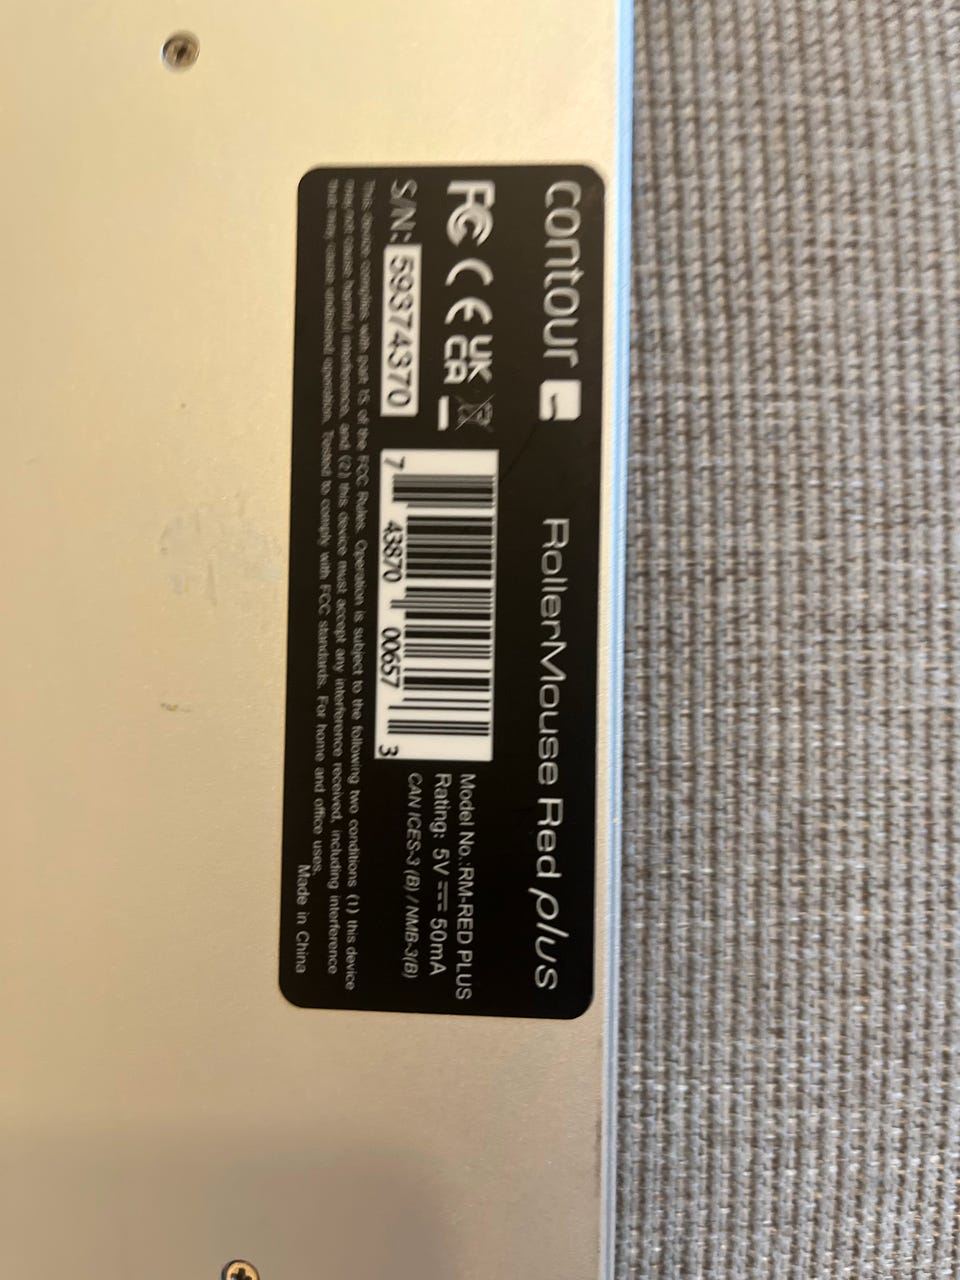 contour
RollerMouse Red plus
FC CE UK
CA
S/N: 59374370
7 43870 00657 3
Model No.:RM-RED PLUS
Rating: 5V 50mA
CAN ICES-3 (B) / NMB-3(B)
This device complies with part 15 of the FCC Rules. Operation is subject to the following two conditions (1) this device
may not cause harmful interference, and (2) this device must accept any interference received, including interference
that may cause undesired operation. Tested to comply with FCC standards. For home and office uses.
Made in China